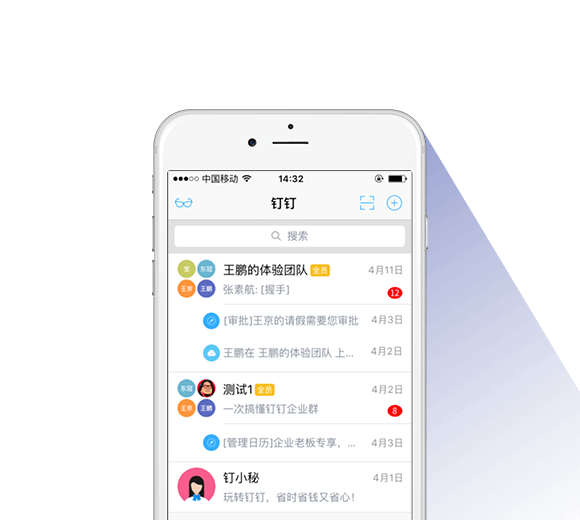 中国移动 14:32
钉钉
搜索
宝 东冠 王鹏的体验团队 全员 4月11日
王京 王鹏 张素航: [握手] 12
[审批]王京的请假需要您审批 4月3日
王鹏在 王鹏的体验团队 上... 4月2日
东冠 测试1 全员 4月2日
王京 王鹏 一次搞懂钉钉企业群 8
[管理日历]企业老板专享，... 4月3日
钉小秘 4月1日
玩转钉钉，省时省钱又省心！